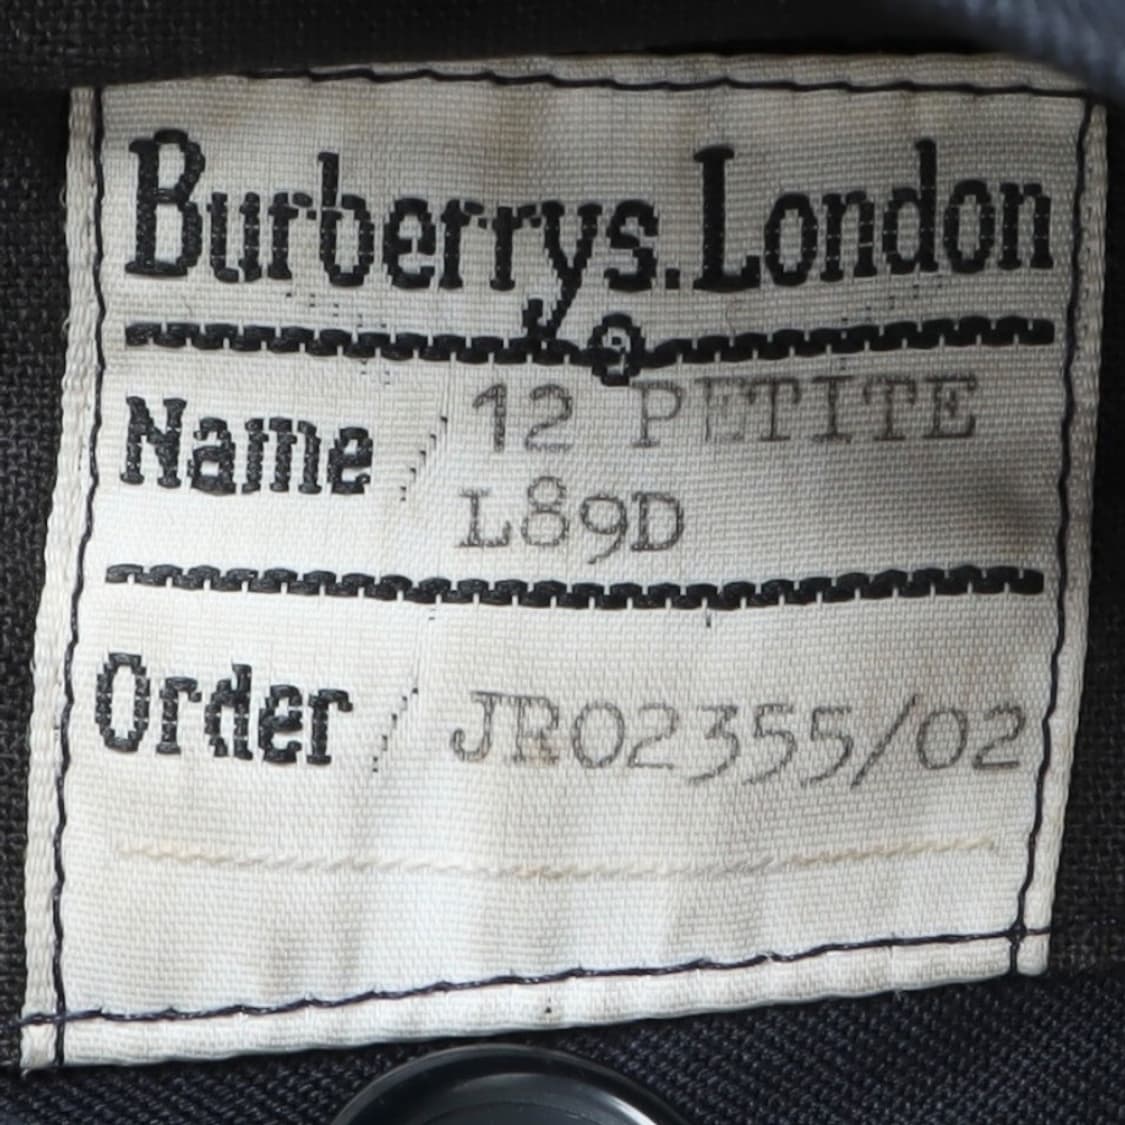 Burberrys.London
Name / 12 PETITE
L89D
Order / JR02355/02